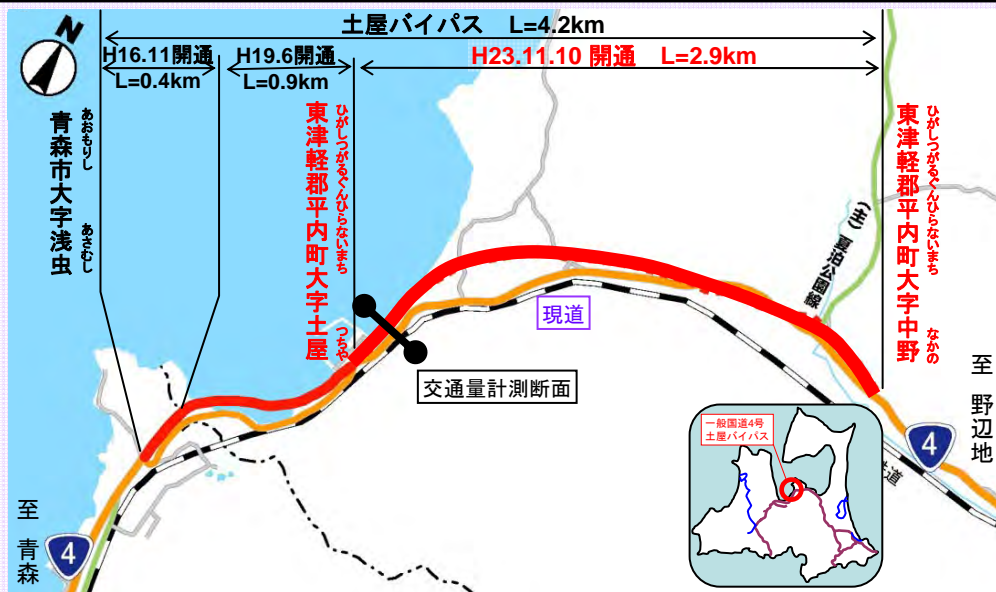 土屋バイパス L=4.2km
H16.11開通
L=0.4km
H19.6開通
L=0.9km
H23.11.10 開通 L=2.9km
N
青森市大字浅虫
あおもりし あさむし
東津軽郡平内町大字土屋
ひがしつがるぐんひらないまち つちや
東津軽郡平内町大字中野
ひがしつがるぐんひらないまち なかの
(主) 夏泊公園線
現道
交通量計測断面
至 野辺地
4
鉄道
一般国道4号
土屋バイパス
至 青森
4